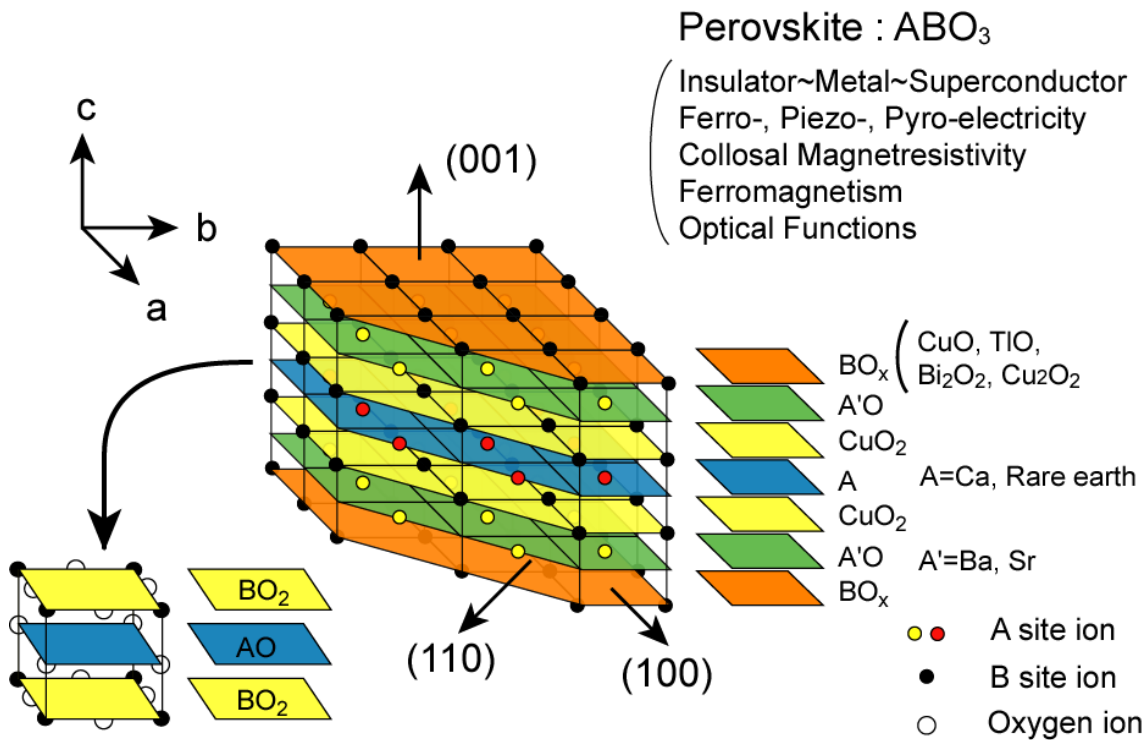 Perovskite : ABO₃
Insulator~Metal~Superconductor
Ferro-, Piezo-, Pyro-electricity
Collosal Magnetresistivity
Ferromagnetism
Optical Functions
c
b
a
(001)
BOₓ
CuO, TlO,
Bi₂O₂, Cu₂O₂
A'O
CuO₂
A
A=Ca, Rare earth
CuO₂
A'O
A'=Ba, Sr
BOₓ
(110)
(100)
BO₂
AO
BO₂
A site ion
B site ion
Oxygen ion